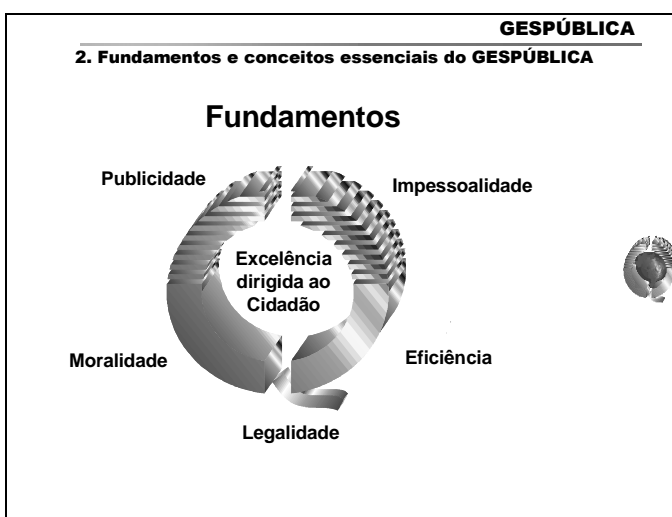 GESPÚBLICA
2. Fundamentos e conceitos essenciais do GESPÚBLICA
Fundamentos
Publicidade
Impessoalidade
Excelência
dirigida ao
Cidadão
Moralidade
Eficiência
Legalidade